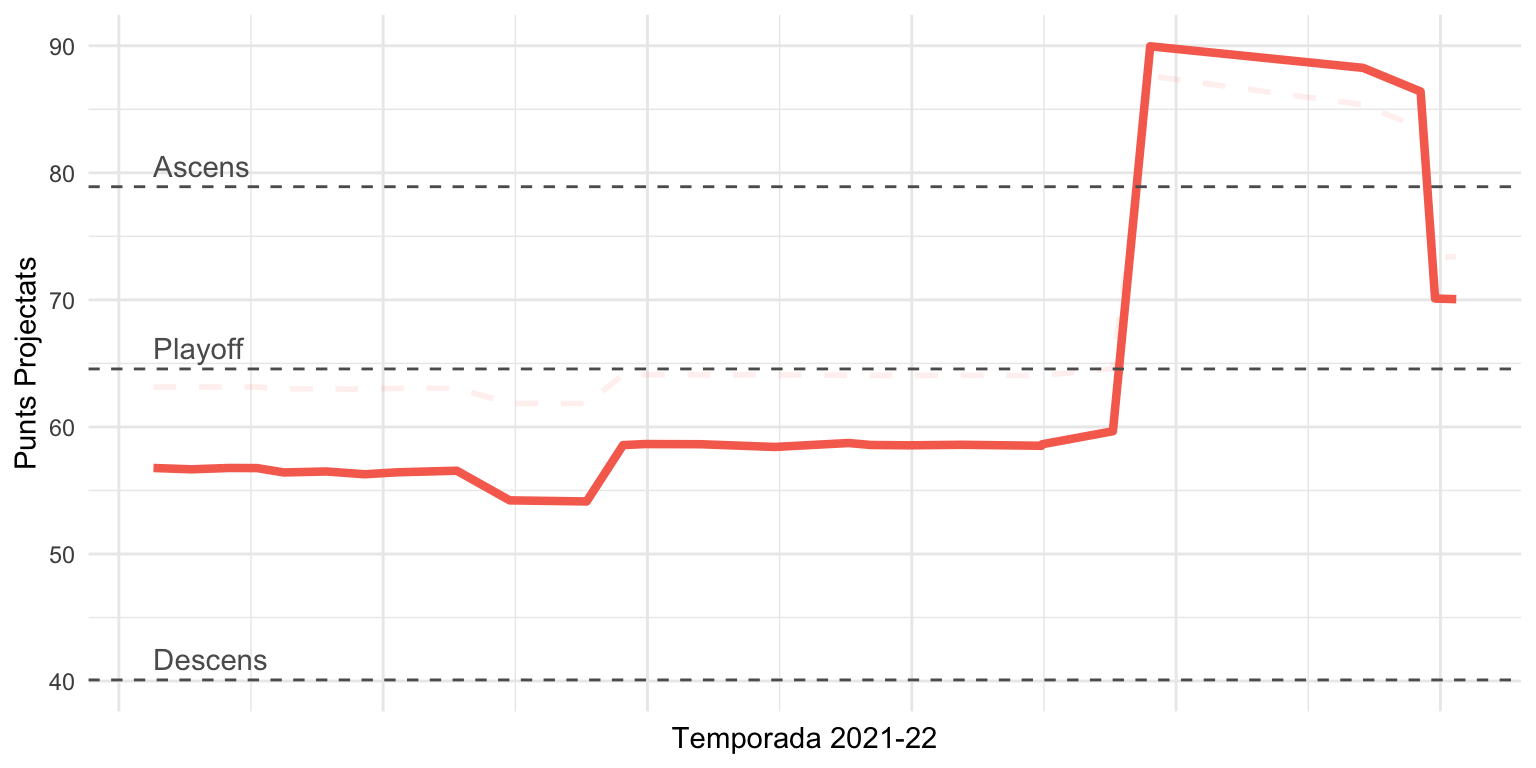 90
80
70
60
50
40
Ascens
Playoff
Descens
Punts Projectats
Temporada 2021-22